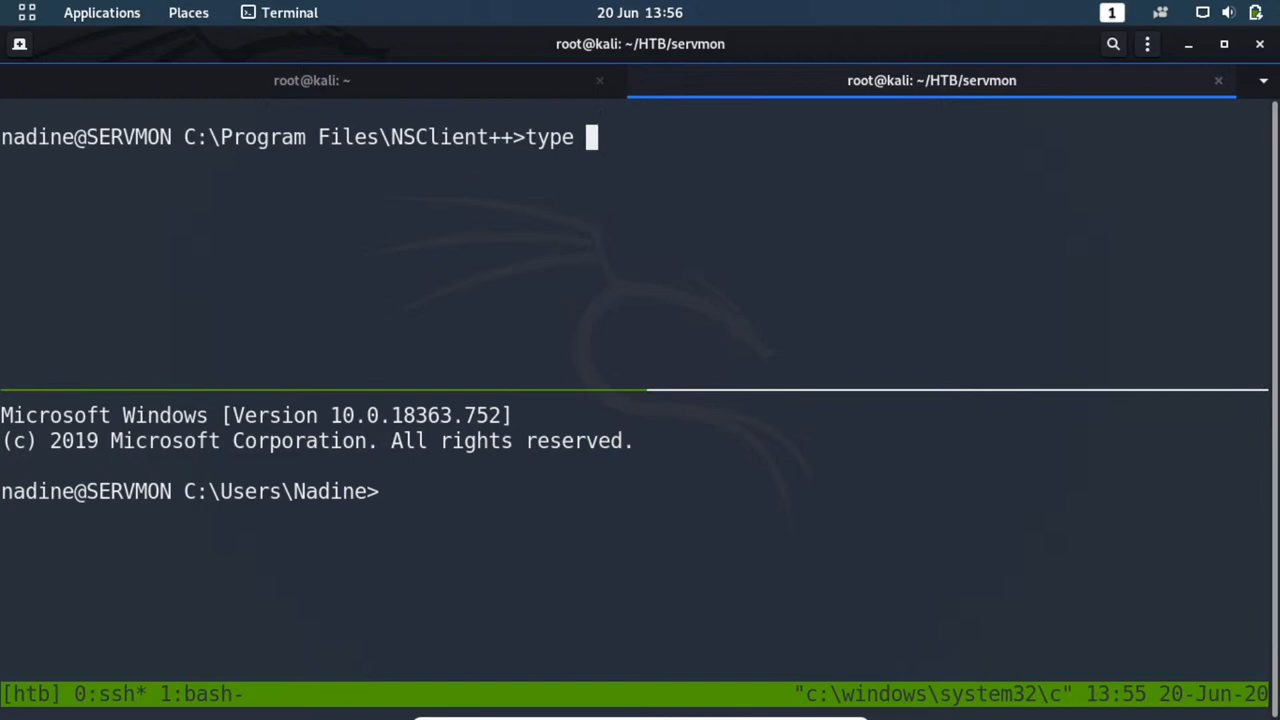 Applications Places Terminal 20 Jun 13:56 1
root@kali: ~/HTB/servmon
root@kali: ~ root@kali: ~/HTB/servmon
nadine@SERVMON C:\Program Files\NSClient++>type
Microsoft Windows [Version 10.0.18363.752]
(c) 2019 Microsoft Corporation. All rights reserved.
nadine@SERVMON C:\Users\Nadine>
[htb] 0:ssh* 1:bash- "c:\windows\system32\c" 13:55 20-Jun-20